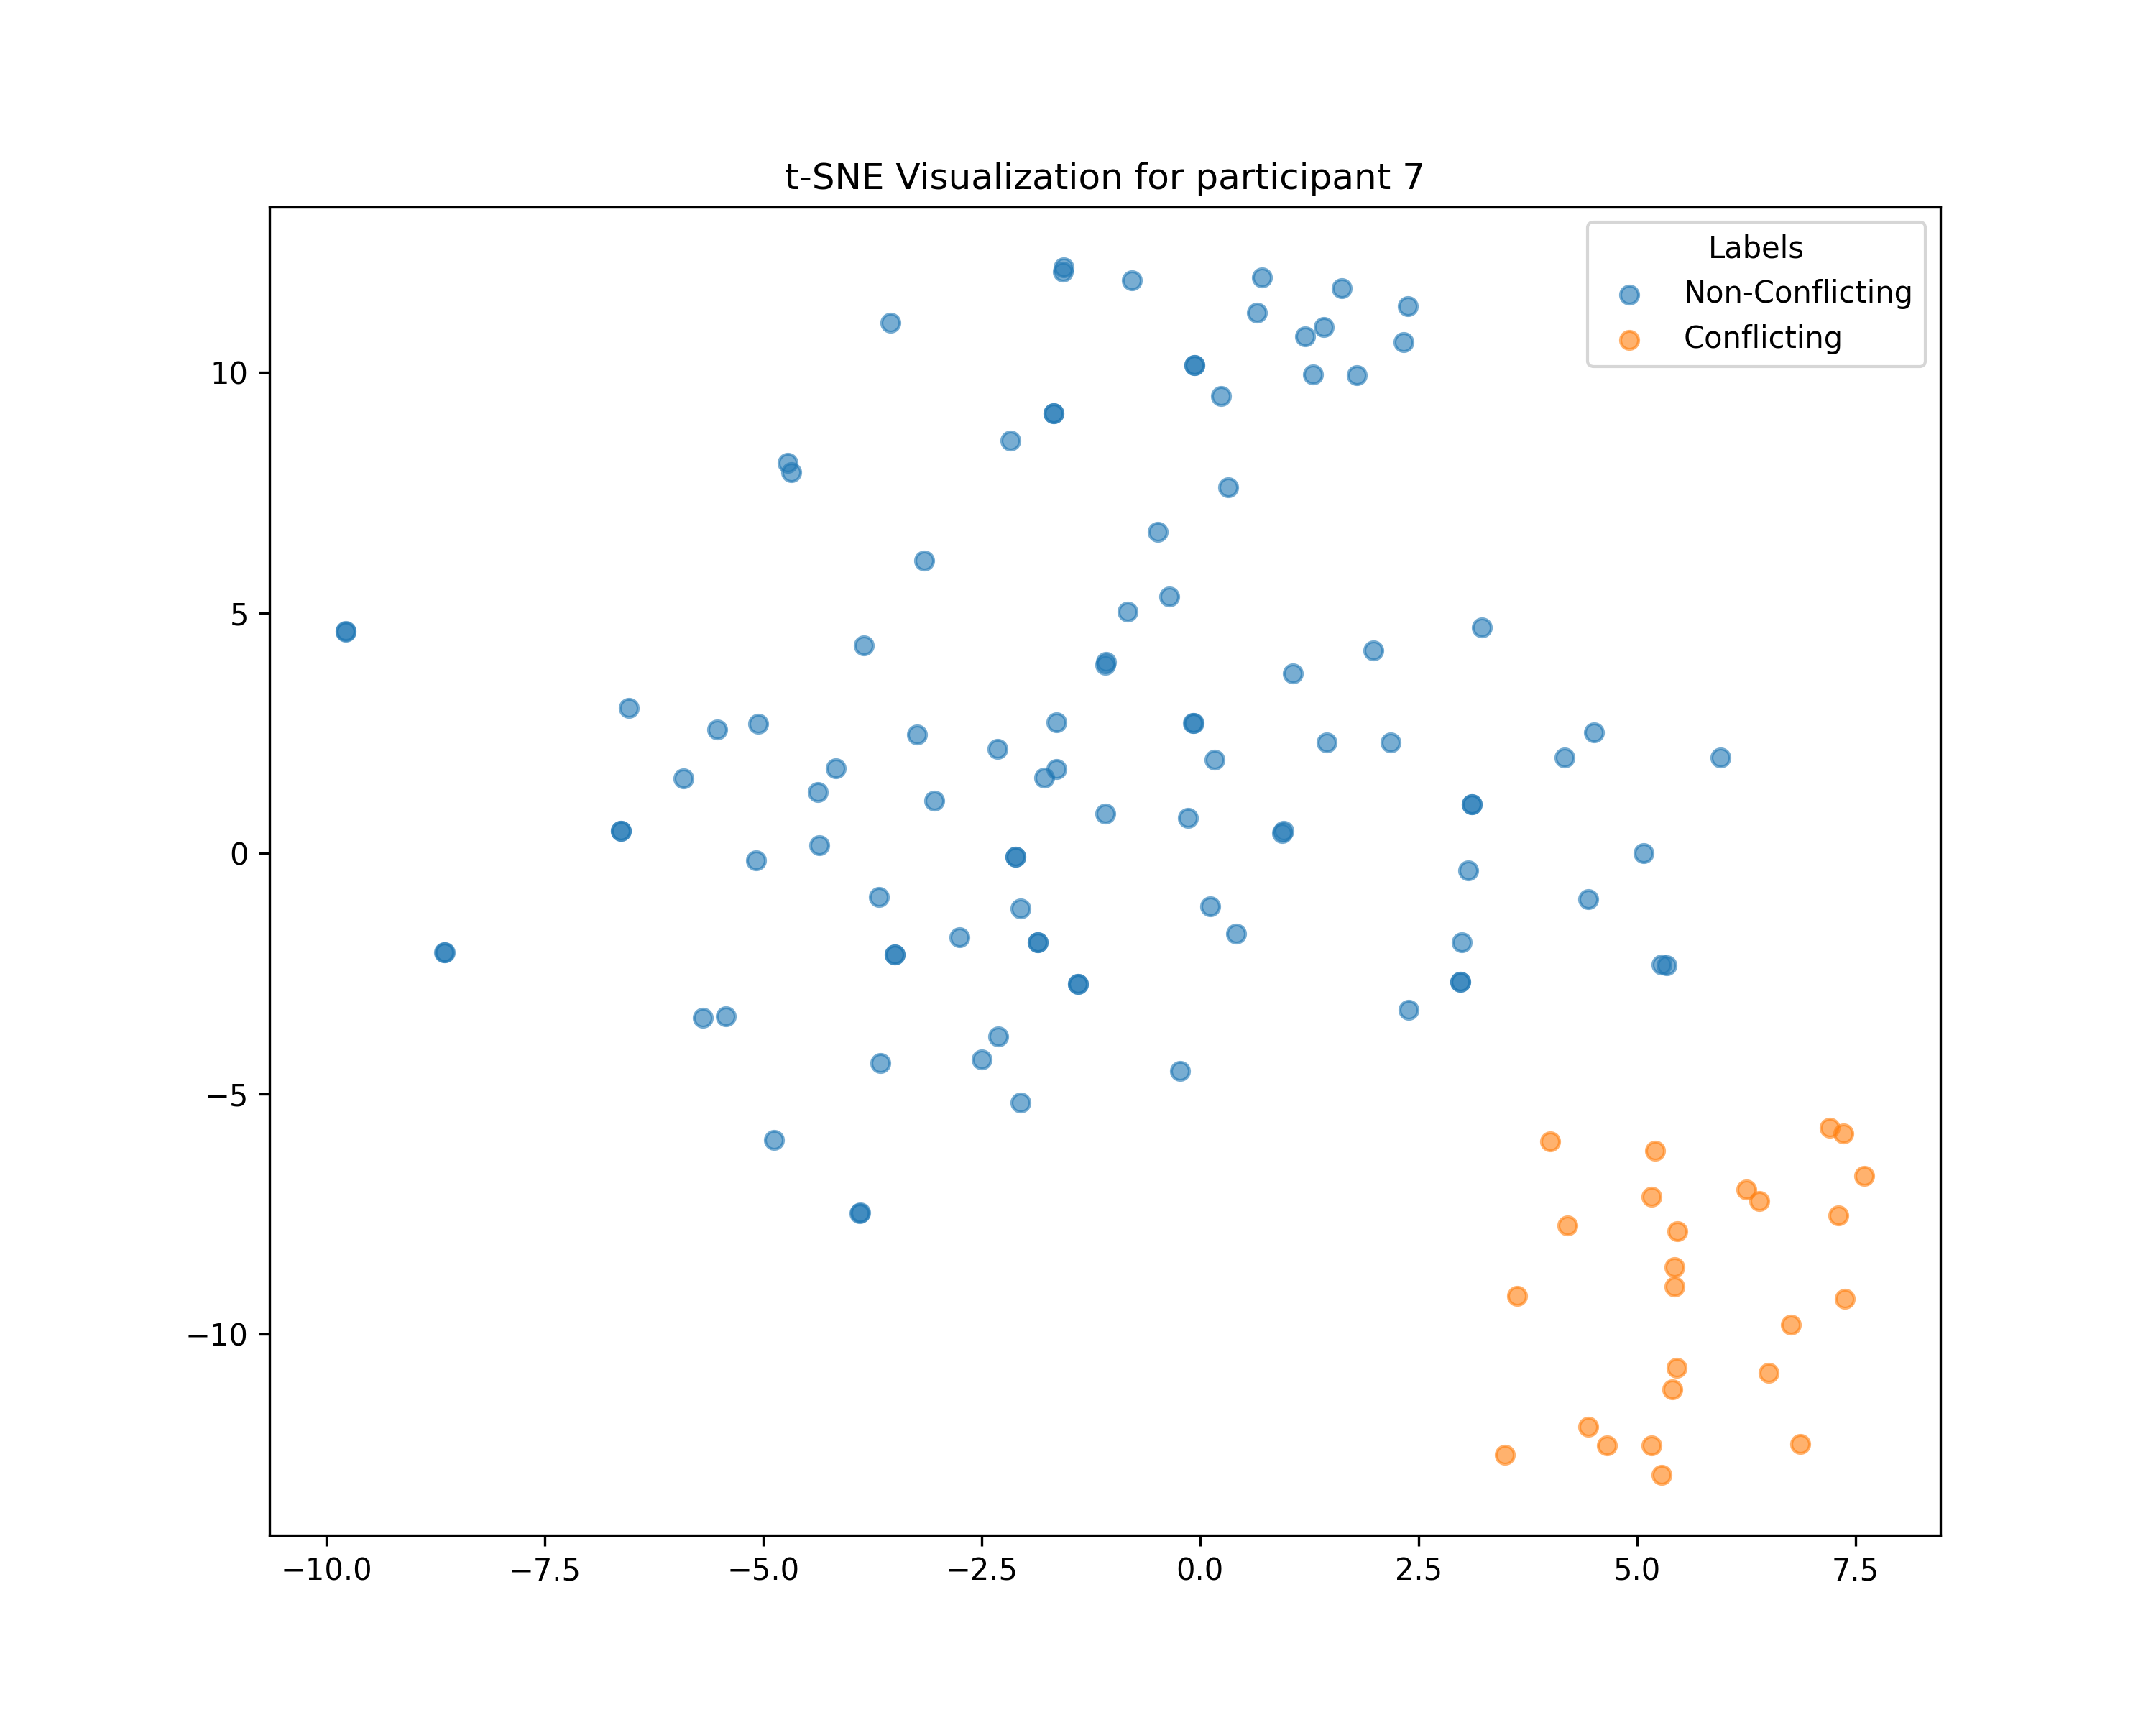 t-SNE Visualization for participant 7
Labels
Non-Conflicting
Conflicting
10
5
0
−5
−10
−10.0 −7.5 −5.0 −2.5 0.0 2.5 5.0 7.5